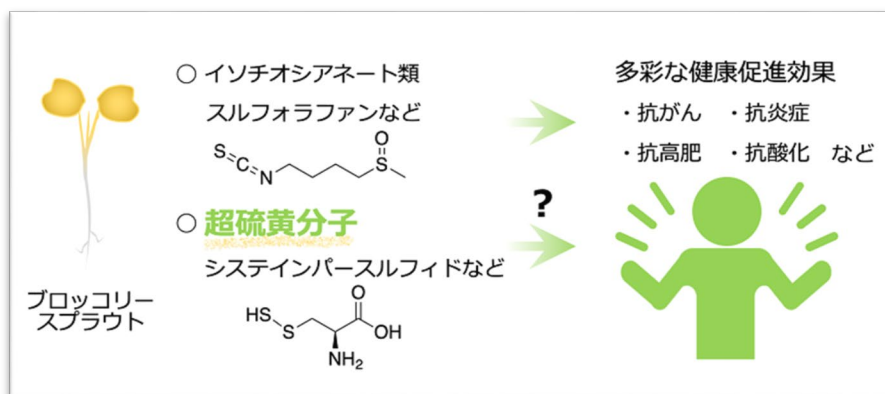 ○ イソチオシアネート類
スルフォラファンなど
S
C
N
O
S
○ 超硫黄分子
システインパースルフィドなど
HS
S
O
OH
NH2
ブロッコリー
スプラウト
?
多彩な健康促進効果
・抗がん ・抗炎症
・抗高肥 ・抗酸化 など